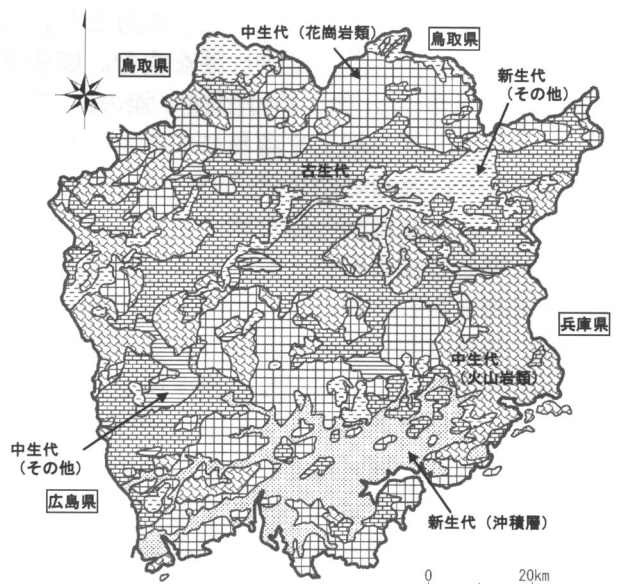 中生代（花崗岩類）
鳥取県
鳥取県
新生代
（その他）
古生代
兵庫県
中生代
（火山岩類）
中生代
（その他）
広島県
新生代（沖積層）
0 20km